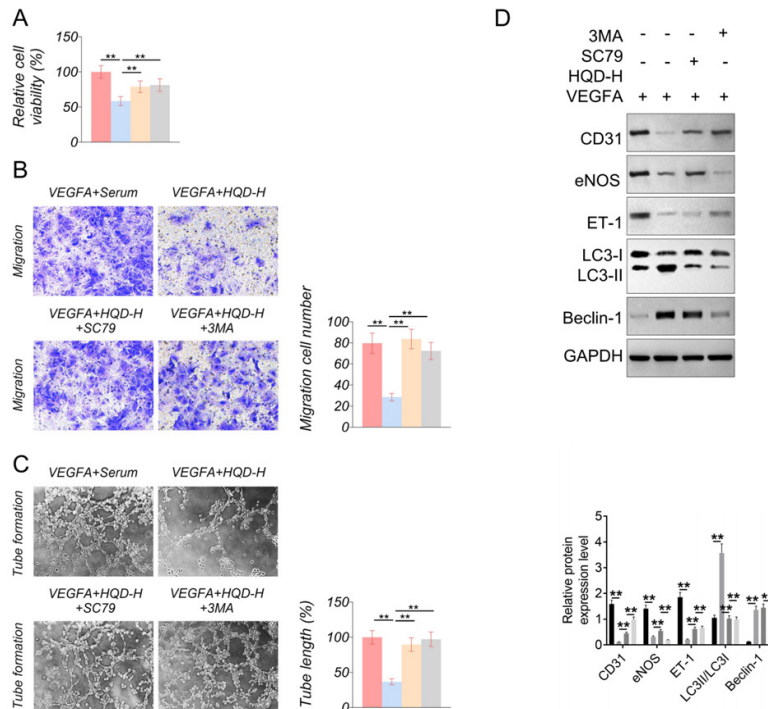 A
Relative cell
viability (%)
150
100
50
0
**
**
**
B
VEGFA+Serum
VEGFA+HQD-H
Migration
VEGFA+HQD-H
+SC79
VEGFA+HQD-H
+3MA
Migration
Migration cell number
100
80
60
40
20
0
**
**
**
C
VEGFA+Serum
VEGFA+HQD-H
Tube formation
VEGFA+HQD-H
+SC79
VEGFA+HQD-H
+3MA
Tube formation
Tube length (%)
150
100
50
0
**
**
**
D
3MA - - - +
SC79 - - + -
HQD-H
VEGFA + + + +
CD31
eNOS
ET-1
LC3-I
LC3-II
Beclin-1
GAPDH
Relative protein
expression level
5
4
3
2
1
0
** ** ** ** ** **
** ** ** ** ** **
** ** **
CD31
eNOS
ET-1
LC3II/LC3I
Beclin-1